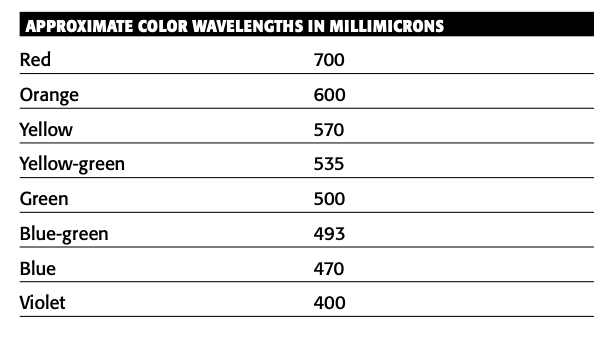 APPROXIMATE COLOR WAVELENGTHS IN MILLIMICRONS
Red 700
Orange 600
Yellow 570
Yellow-green 535
Green 500
Blue-green 493
Blue 470
Violet 400